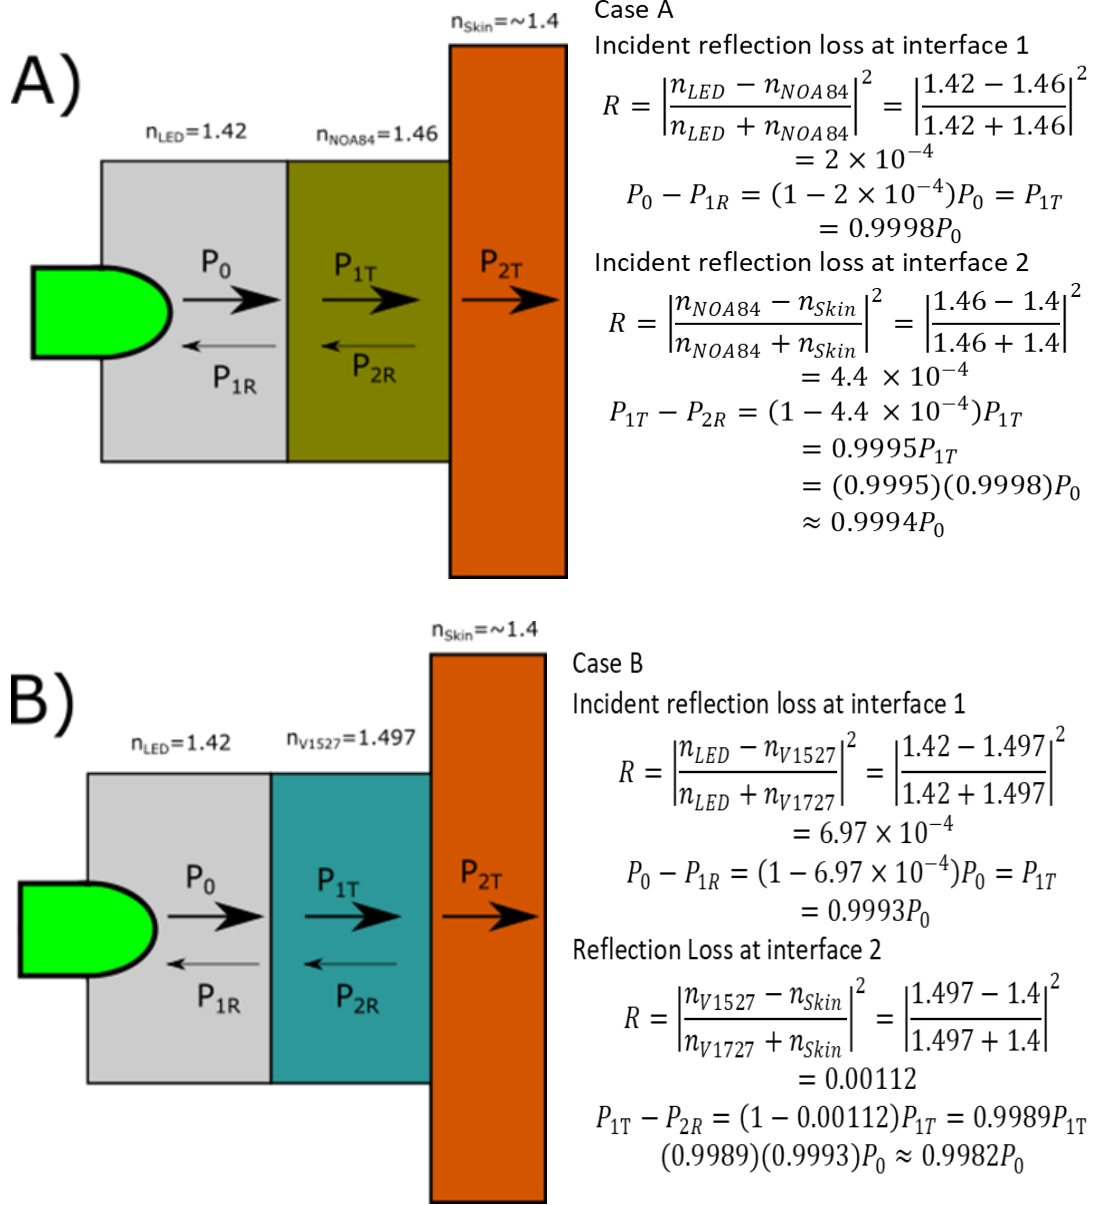 A)
n_Skin=~1.4
n_LED=1.42
n_NOA84=1.46
P_0
P_1T
P_2T
P_1R
P_2R
Case A
Incident reflection loss at interface 1
R = |(n_LED − n_NOA84)/(n_LED + n_NOA84)|^2 = |(1.42 − 1.46)/(1.42 + 1.46)|^2
= 2 × 10^−4
P_0 − P_1R = (1 − 2 × 10^−4)P_0 = P_1T
= 0.9998P_0
Incident reflection loss at interface 2
R = |(n_NOA84 − n_Skin)/(n_NOA84 + n_Skin)|^2 = |(1.46 − 1.4)/(1.46 + 1.4)|^2
= 4.4 × 10^−4
P_1T − P_2R = (1 − 4.4 × 10^−4)P_1T
= 0.9995P_1T
= (0.9995)(0.9998)P_0
≈ 0.9994P_0
B)
n_Skin=~1.4
n_LED=1.42
n_V1527=1.497
P_0
P_1T
P_2T
P_1R
P_2R
Case B
Incident reflection loss at interface 1
R = |(n_LED − n_V1527)/(n_LED + n_V1727)|^2 = |(1.42 − 1.497)/(1.42 + 1.497)|^2
= 6.97 × 10^−4
P_0 − P_1R = (1 − 6.97 × 10^−4)P_0 = P_1T
= 0.9993P_0
Reflection Loss at interface 2
R = |(n_V1527 − n_Skin)/(n_V1727 + n_Skin)|^2 = |(1.497 − 1.4)/(1.497 + 1.4)|^2
= 0.00112
P_1T − P_2R = (1 − 0.00112)P_1T = 0.9989P_1T
(0.9989)(0.9993)P_0 ≈ 0.9982P_0